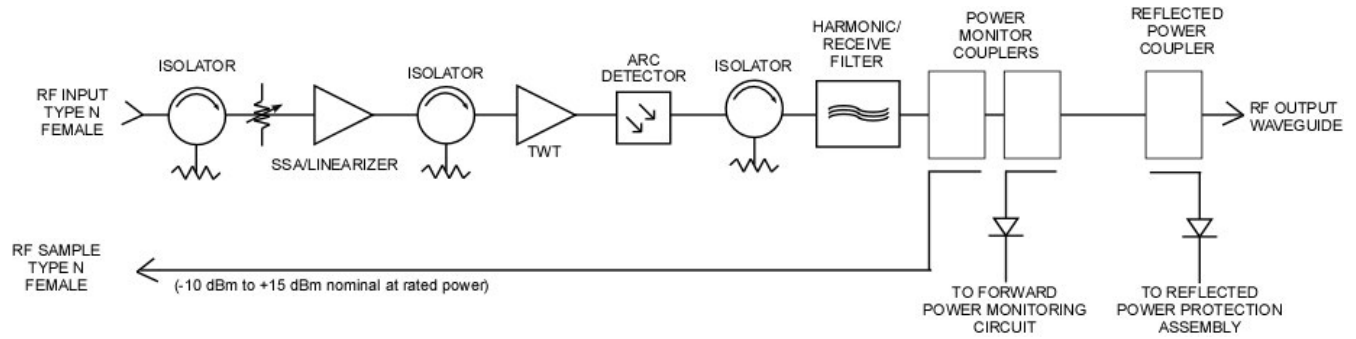 RF INPUT
TYPE N
FEMALE
ISOLATOR
SSA/LINEARIZER
ISOLATOR
TWT
ARC
DETECTOR
ISOLATOR
HARMONIC/
RECEIVE
FILTER
POWER
MONITOR
COUPLERS
REFLECTED
POWER
COUPLER
RF OUTPUT
WAVEGUIDE
RF SAMPLE
TYPE N
FEMALE
(-10 dBm to +15 dBm nominal at rated power)
TO FORWARD
POWER MONITORING
CIRCUIT
TO REFLECTED
POWER PROTECTION
ASSEMBLY